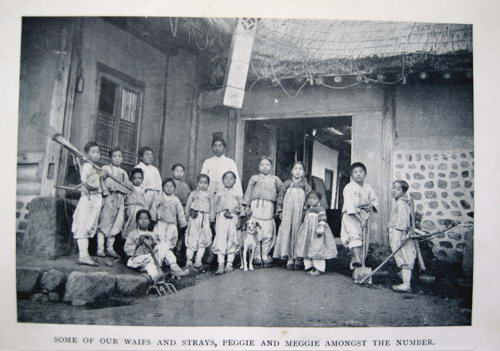 SOME OF OUR WAIFS AND STRAYS, PEGGIE AND MEGGIE AMONGST THE NUMBER.